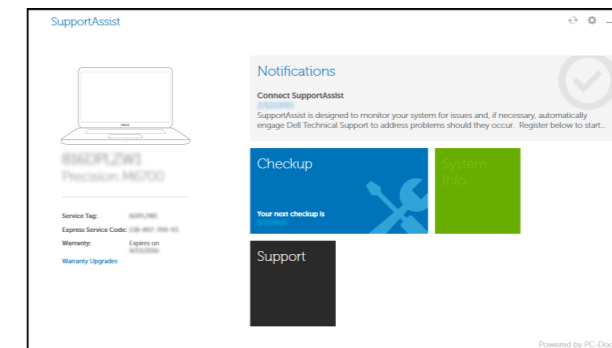 SupportAssist
Notifications
Connect SupportAssist
SupportAssist is designed to monitor your system for issues and, if necessary, automatically
engage Dell Technical Support to address problems should they occur. Register below to start...
Checkup
System
Info
Your next checkup is
Precision M6700
Service Tag:
Express Service Code:
Warranty: Expires on
Warranty Upgrades
Support
Powered by PC-Doc